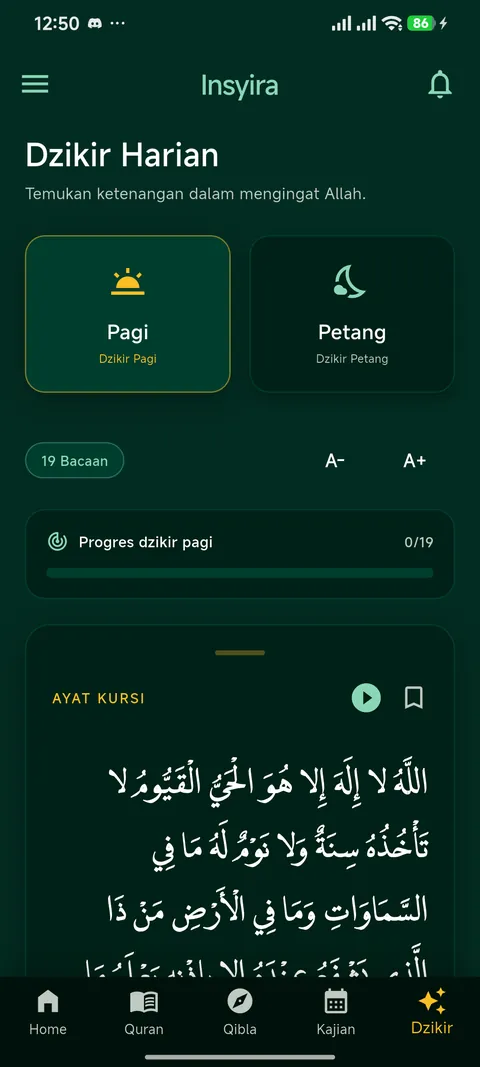 12:50
86
Insyira
Dzikir Harian
Temukan ketenangan dalam mengingat Allah.
Pagi
Dzikir Pagi
Petang
Dzikir Petang
19 Bacaan
A-
A+
Progres dzikir pagi
0/19
AYAT KURSI
اللَّهُ لا إِلَهَ إِلا هُوَ الْحَيُّ الْقَيُّومُ لا
تَأْخُذُهُ سِنَةٌ وَلا نَوْمٌ لَهُ مَا فِي
السَّمَاوَاتِ وَمَا فِي الْأَرْضِ مَنْ ذَا
Home
Quran
Qibla
Kajian
Dzikir